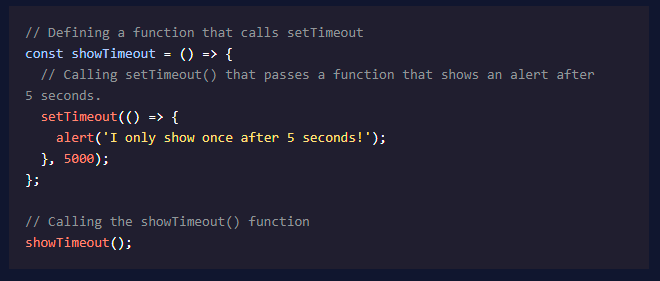 // Defining a function that calls setTimeout
const showTimeout = () => {
  // Calling setTimeout() that passes a function that shows an alert after
5 seconds.
  setTimeout(() => {
    alert('I only show once after 5 seconds!');
  }, 5000);
};

// Calling the showTimeout() function
showTimeout();